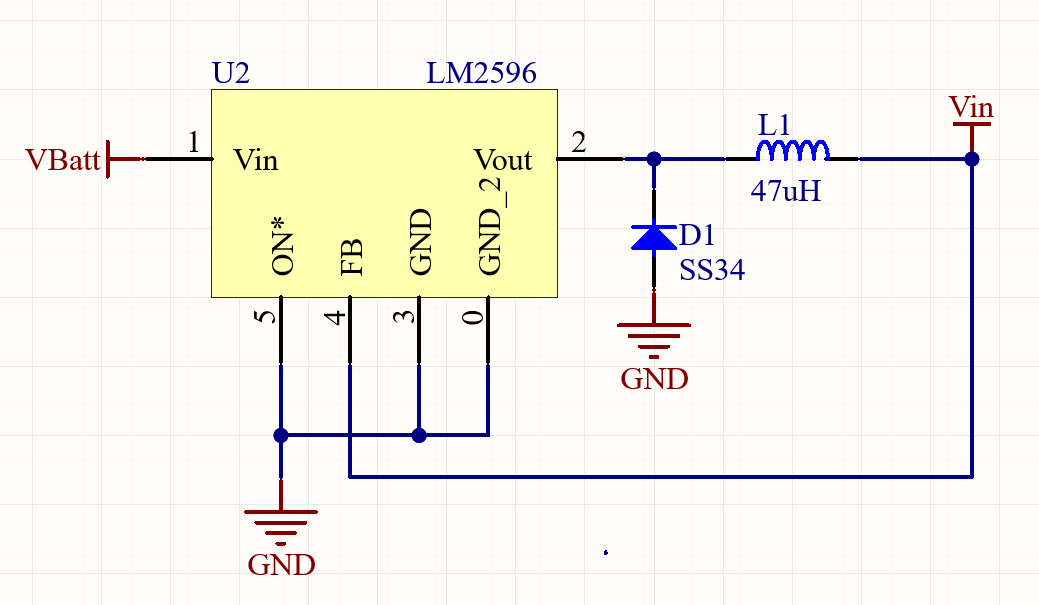 U2
LM2596
Vin
VBatt
1
Vin
Vout
2
L1
47uH
ON*
FB
GND
GND_2
D1
SS34
5
4
3
0
GND
GND